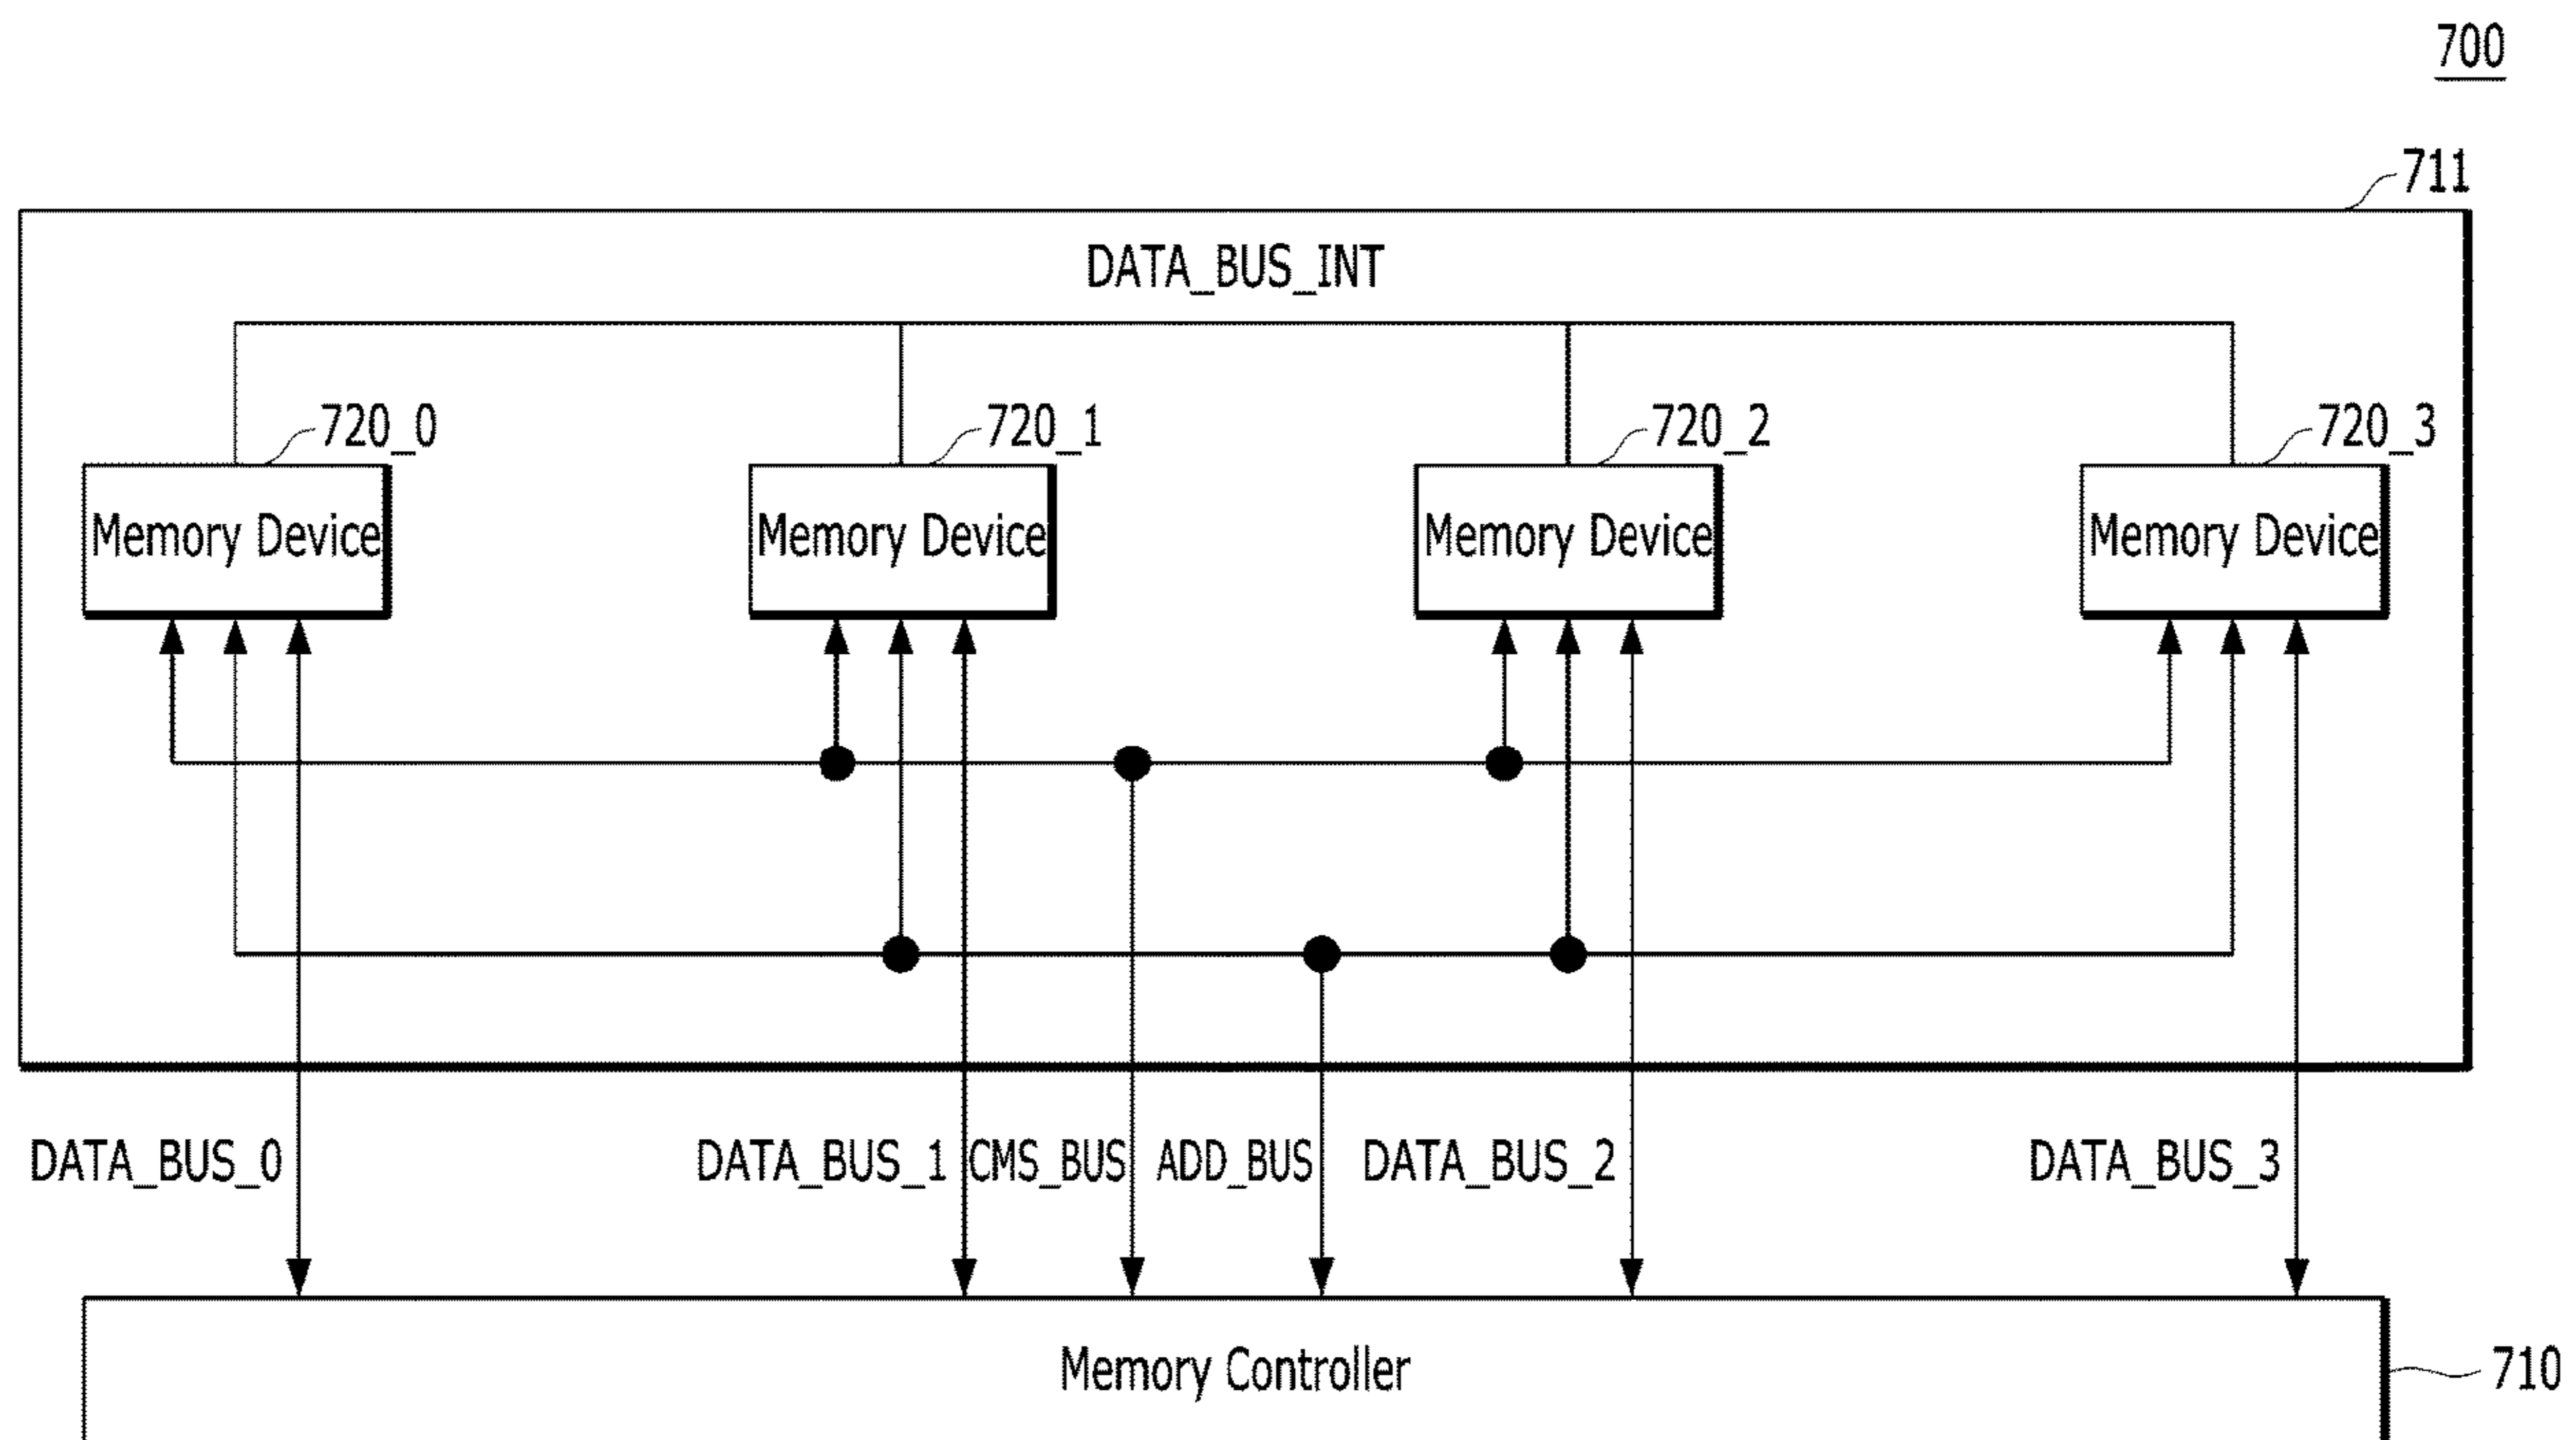 700
711
DATA_BUS_INT
720_0
720_1
720_2
720_3
Memory Device
Memory Device
Memory Device
Memory Device
DATA_BUS_0
DATA_BUS_1
CMS_BUS
ADD_BUS
DATA_BUS_2
DATA_BUS_3
Memory Controller
710